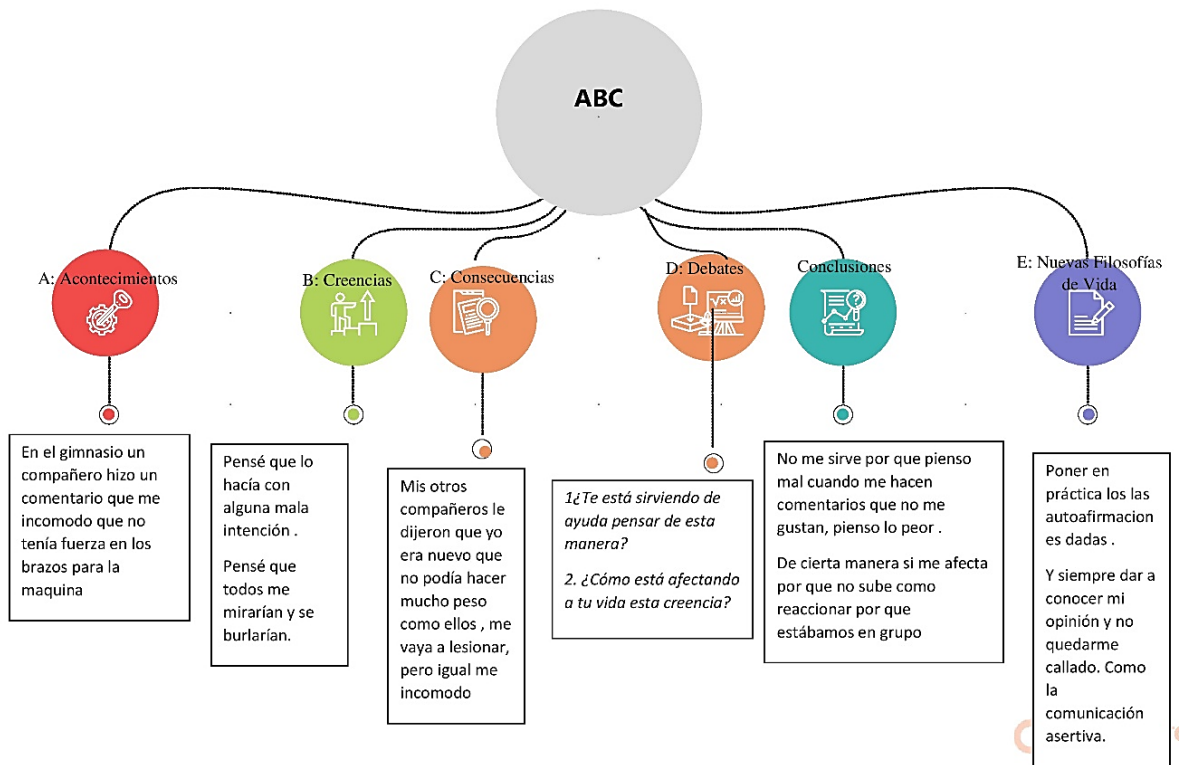 ABC
A: Acontecimientos
B: Creencias
C: Consecuencias
D: Debates
Conclusiones
E: Nuevas Filosofías
de Vida
En el gimnasio un
compañero hizo un
comentario que me
incomodo que no
tenía fuerza en los
brazos para la
maquina
Pensé que lo
hacía con
alguna mala
intención .
Pensé que
todos me
mirarían y se
burlarían.
Mis otros
compañeros le
dijeron que yo
era nuevo que
no podía hacer
mucho peso
como ellos , me
vaya a lesionar,
pero igual me
incomodo
1¿Te está sirviendo de
ayuda pensar de esta
manera?
2. ¿Cómo está afectando
a tu vida esta creencia?
No me sirve por que pienso
mal cuando me hacen
comentarios que no me
gustan, pienso lo peor .
De cierta manera si me afecta
por que no sube como
reaccionar por que
estábamos en grupo
Poner en
práctica los las
autoafirmacion
es dadas .
Y siempre dar a
conocer mi
opinión y no
quedarme
callado. Como
la
comunicación
asertiva.